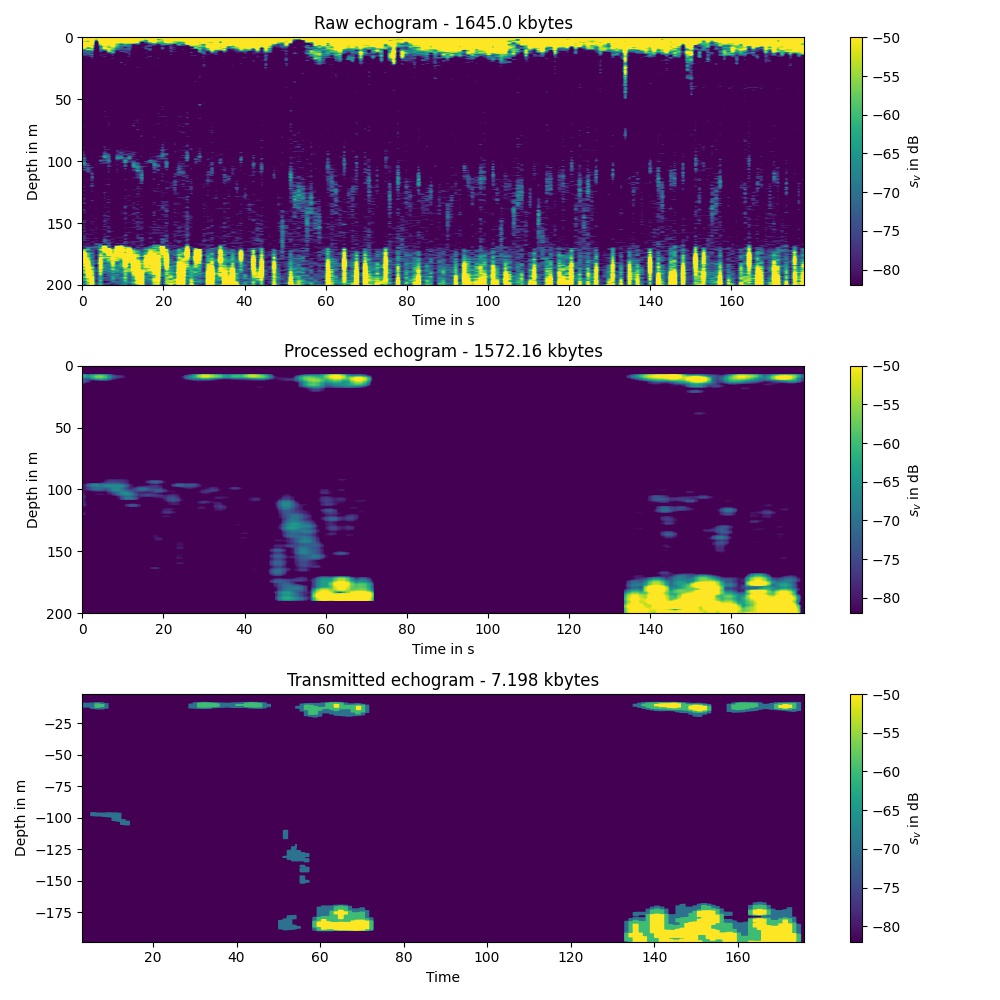 Raw echogram - 1645.0 kbytes
0
50
100
150
200
Depth in m
0 20 40 60 80 100 120 140 160
Time in s
−50
−55
−60
−65
−70
−75
−80
sv in dB
Processed echogram - 1572.16 kbytes
0
50
100
150
200
Depth in m
0 20 40 60 80 100 120 140 160
Time in s
−50
−55
−60
−65
−70
−75
−80
sv in dB
Transmitted echogram - 7.198 kbytes
−25
−50
−75
−100
−125
−150
−175
Depth in m
20 40 60 80 100 120 140 160
Time
−50
−55
−60
−65
−70
−75
−80
sv in dB